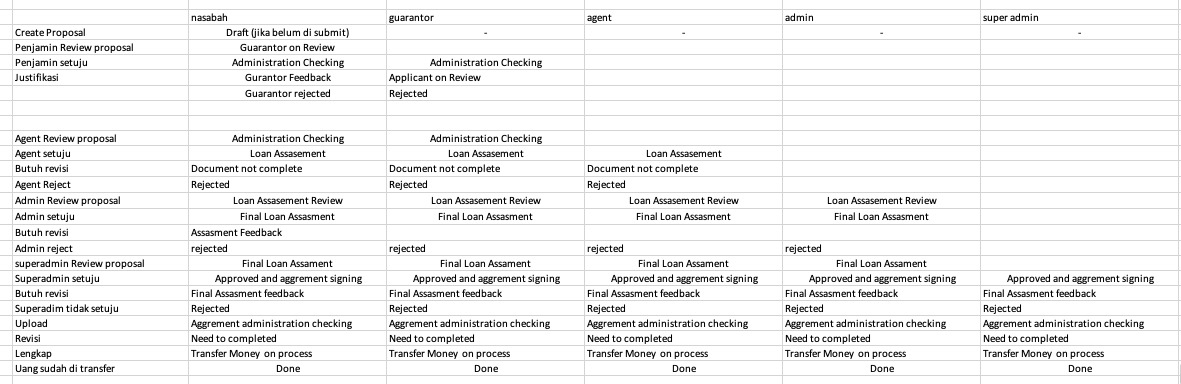 nasabah guarantor agent admin super admin
Create Proposal Draft (jika belum di submit) - - - -
Penjamin Review proposal Guarantor on Review
Penjamin setuju Administration Checking Administration Checking
Justifikasi Gurantor Feedback Applicant on Review
Guarantor rejected Rejected
Agent Review proposal Administration Checking Administration Checking
Agent setuju Loan Assasement Loan Assasement Loan Assasement
Butuh revisi Document not complete Document not complete Document not complete
Agent Reject Rejected Rejected Rejected
Admin Review proposal Loan Assasement Review Loan Assasement Review Loan Assasement Review Loan Assasement Review
Admin setuju Final Loan Assasment Final Loan Assasment Final Loan Assasment Final Loan Assasment
Butuh revisi Assasment Feedback
Admin reject rejected rejected rejected rejected
superadmin Review proposal Final Loan Assament Final Loan Assament Final Loan Assament Final Loan Assament
Superadmin setuju Approved and aggrement signing Approved and aggrement signing Approved and aggrement signing Approved and aggrement signing Approved and aggrement signing
Butuh revisi Final Assasment feedback Final Assasment feedback Final Assasment feedback Final Assasment feedback Final Assasment feedback
Superadim tidak setuju Rejected Rejected Rejected Rejected Rejected
Upload Aggrement administration checking Aggrement administration checking Aggrement administration checking Aggrement administration checking Aggrement administration checking
Revisi Need to completed Need to completed Need to completed Need to completed Need to completed
Lengkap Transfer Money on process Transfer Money on process Transfer Money on process Transfer Money on process Transfer Money on process
Uang sudah di transfer Done Done Done Done Done